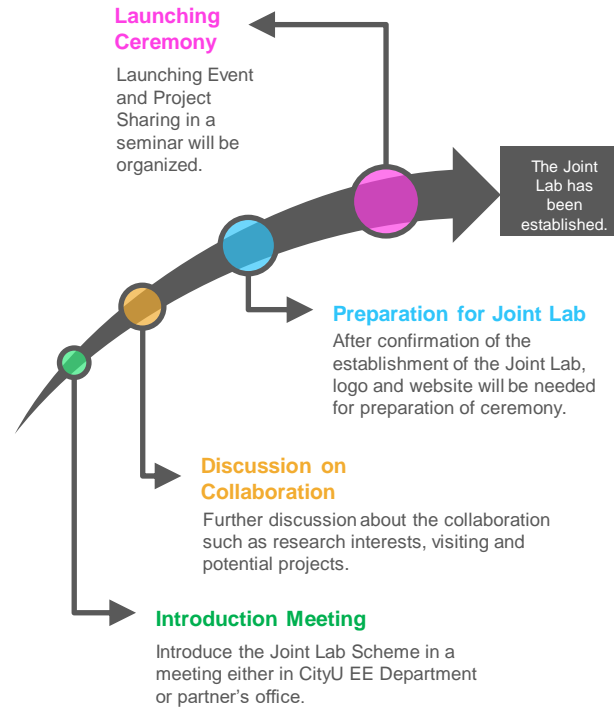 Launching
Ceremony
Launching Event
and Project
Sharing in a
seminar will be
organized.
The Joint
Lab has
been
established.
Preparation for Joint Lab
After confirmation of the
establishment of the Joint Lab,
logo and website will be needed
for preparation of ceremony.
Discussion on
Collaboration
Further discussion about the collaboration
such as research interests, visiting and
potential projects.
Introduction Meeting
Introduce the Joint Lab Scheme in a
meeting either in CityU EE Department
or partner's office.